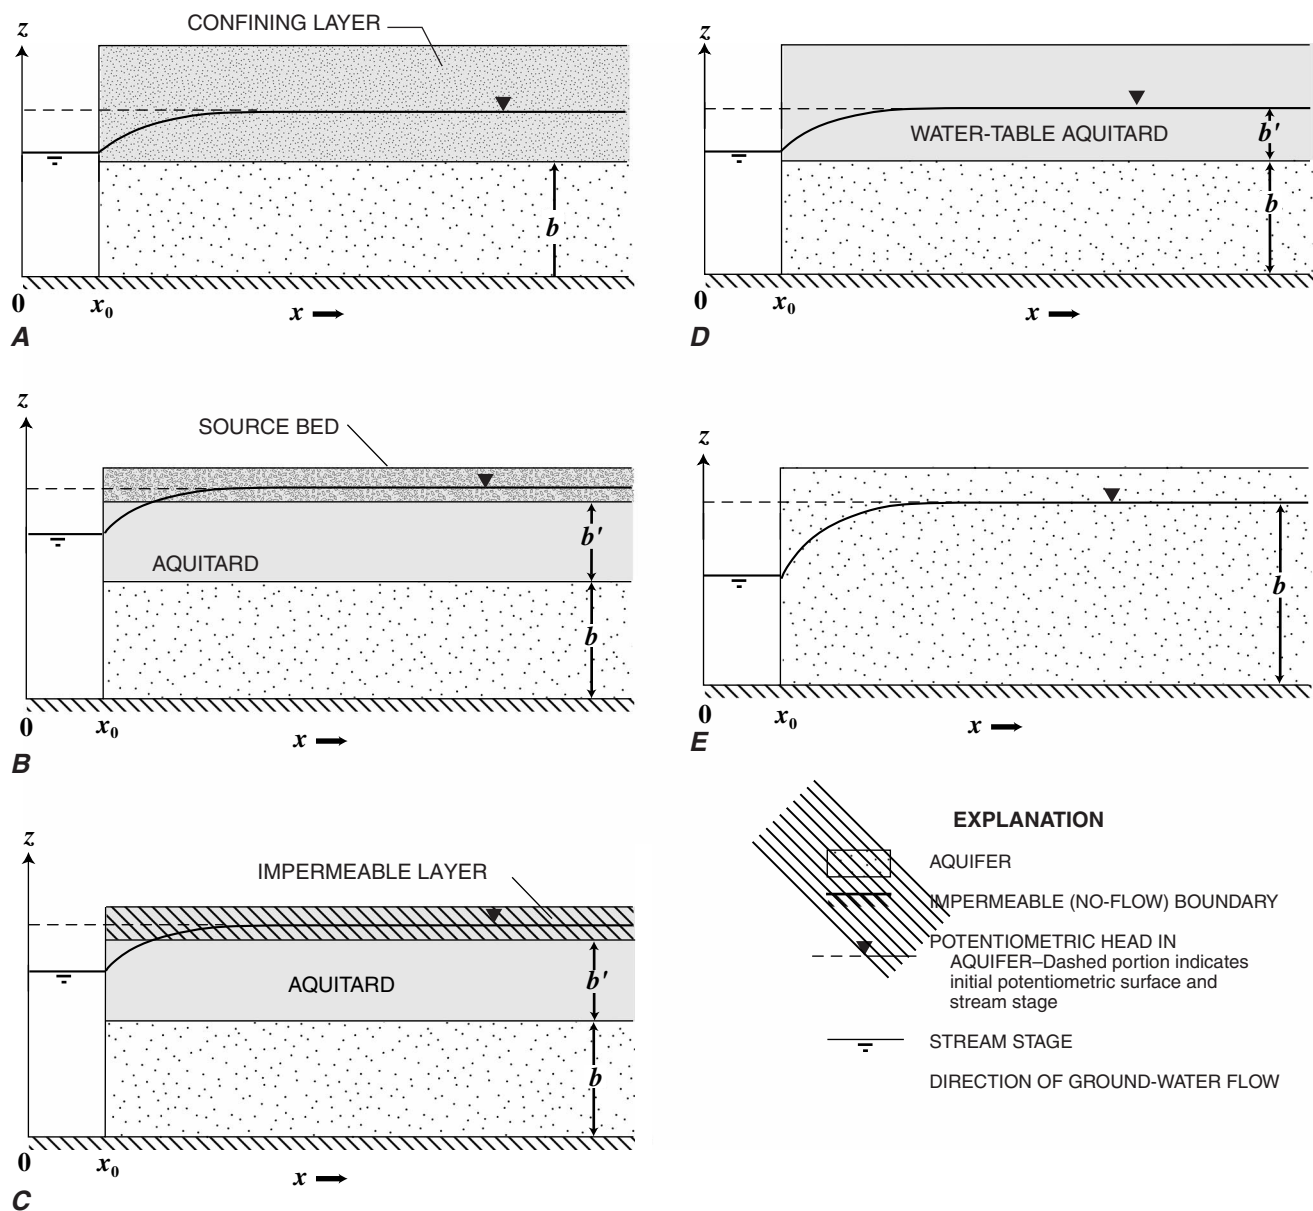 z
CONFINING LAYER
b
0
x₀
x
A
z
SOURCE BED
b'
AQUITARD
b
0
x₀
x
B
z
IMPERMEABLE LAYER
AQUITARD
b'
b
0
x₀
x
C
z
WATER-TABLE AQUITARD
b'
b
0
x₀
x
D
z
b
0
x₀
x
E
EXPLANATION
AQUIFER
IMPERMEABLE (NO-FLOW) BOUNDARY
POTENTIOMETRIC HEAD IN
AQUIFER–Dashed portion indicates
initial potentiometric surface and
stream stage
STREAM STAGE
DIRECTION OF GROUND-WATER FLOW